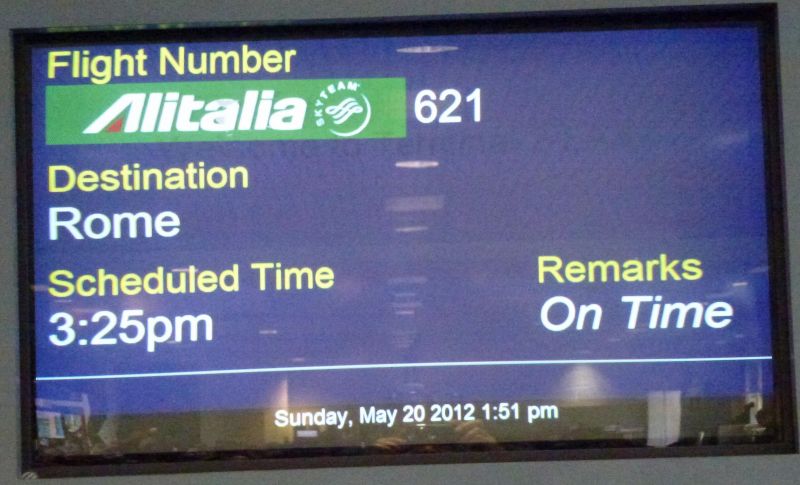 Flight Number
Alitalia SKYTEAM 621
Destination
Rome
Scheduled Time
3:25pm
Remarks
On Time
Sunday, May 20 2012 1:51 pm